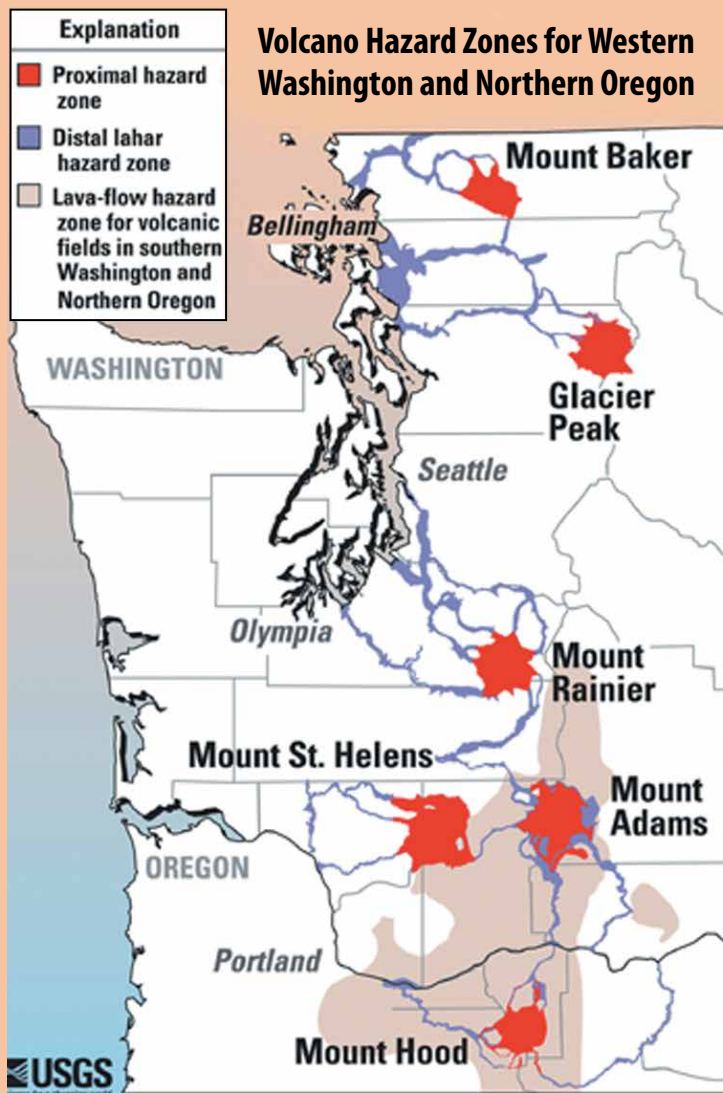 Explanation
Proximal hazard
zone
Distal lahar
hazard zone
Lava-flow hazard
zone for volcanic
fields in southern
Washington and
Northern Oregon
Volcano Hazard Zones for Western
Washington and Northern Oregon
Mount Baker
Bellingham
WASHINGTON
Glacier
Peak
Seattle
Olympia
Mount
Rainier
Mount St. Helens
Mount
Adams
OREGON
Portland
Mount Hood
USGS